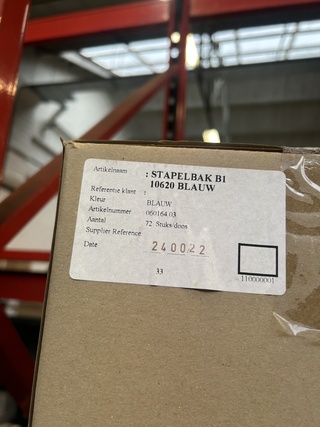 Artikelnaam : STAPELBAK B1
10620 BLAUW
Referentie klant :
Kleur BLAUW
Artikelnummer 060164.03
Aantal 72 Stuks/doos
Supplier Reference
Date 240022
33
110000001